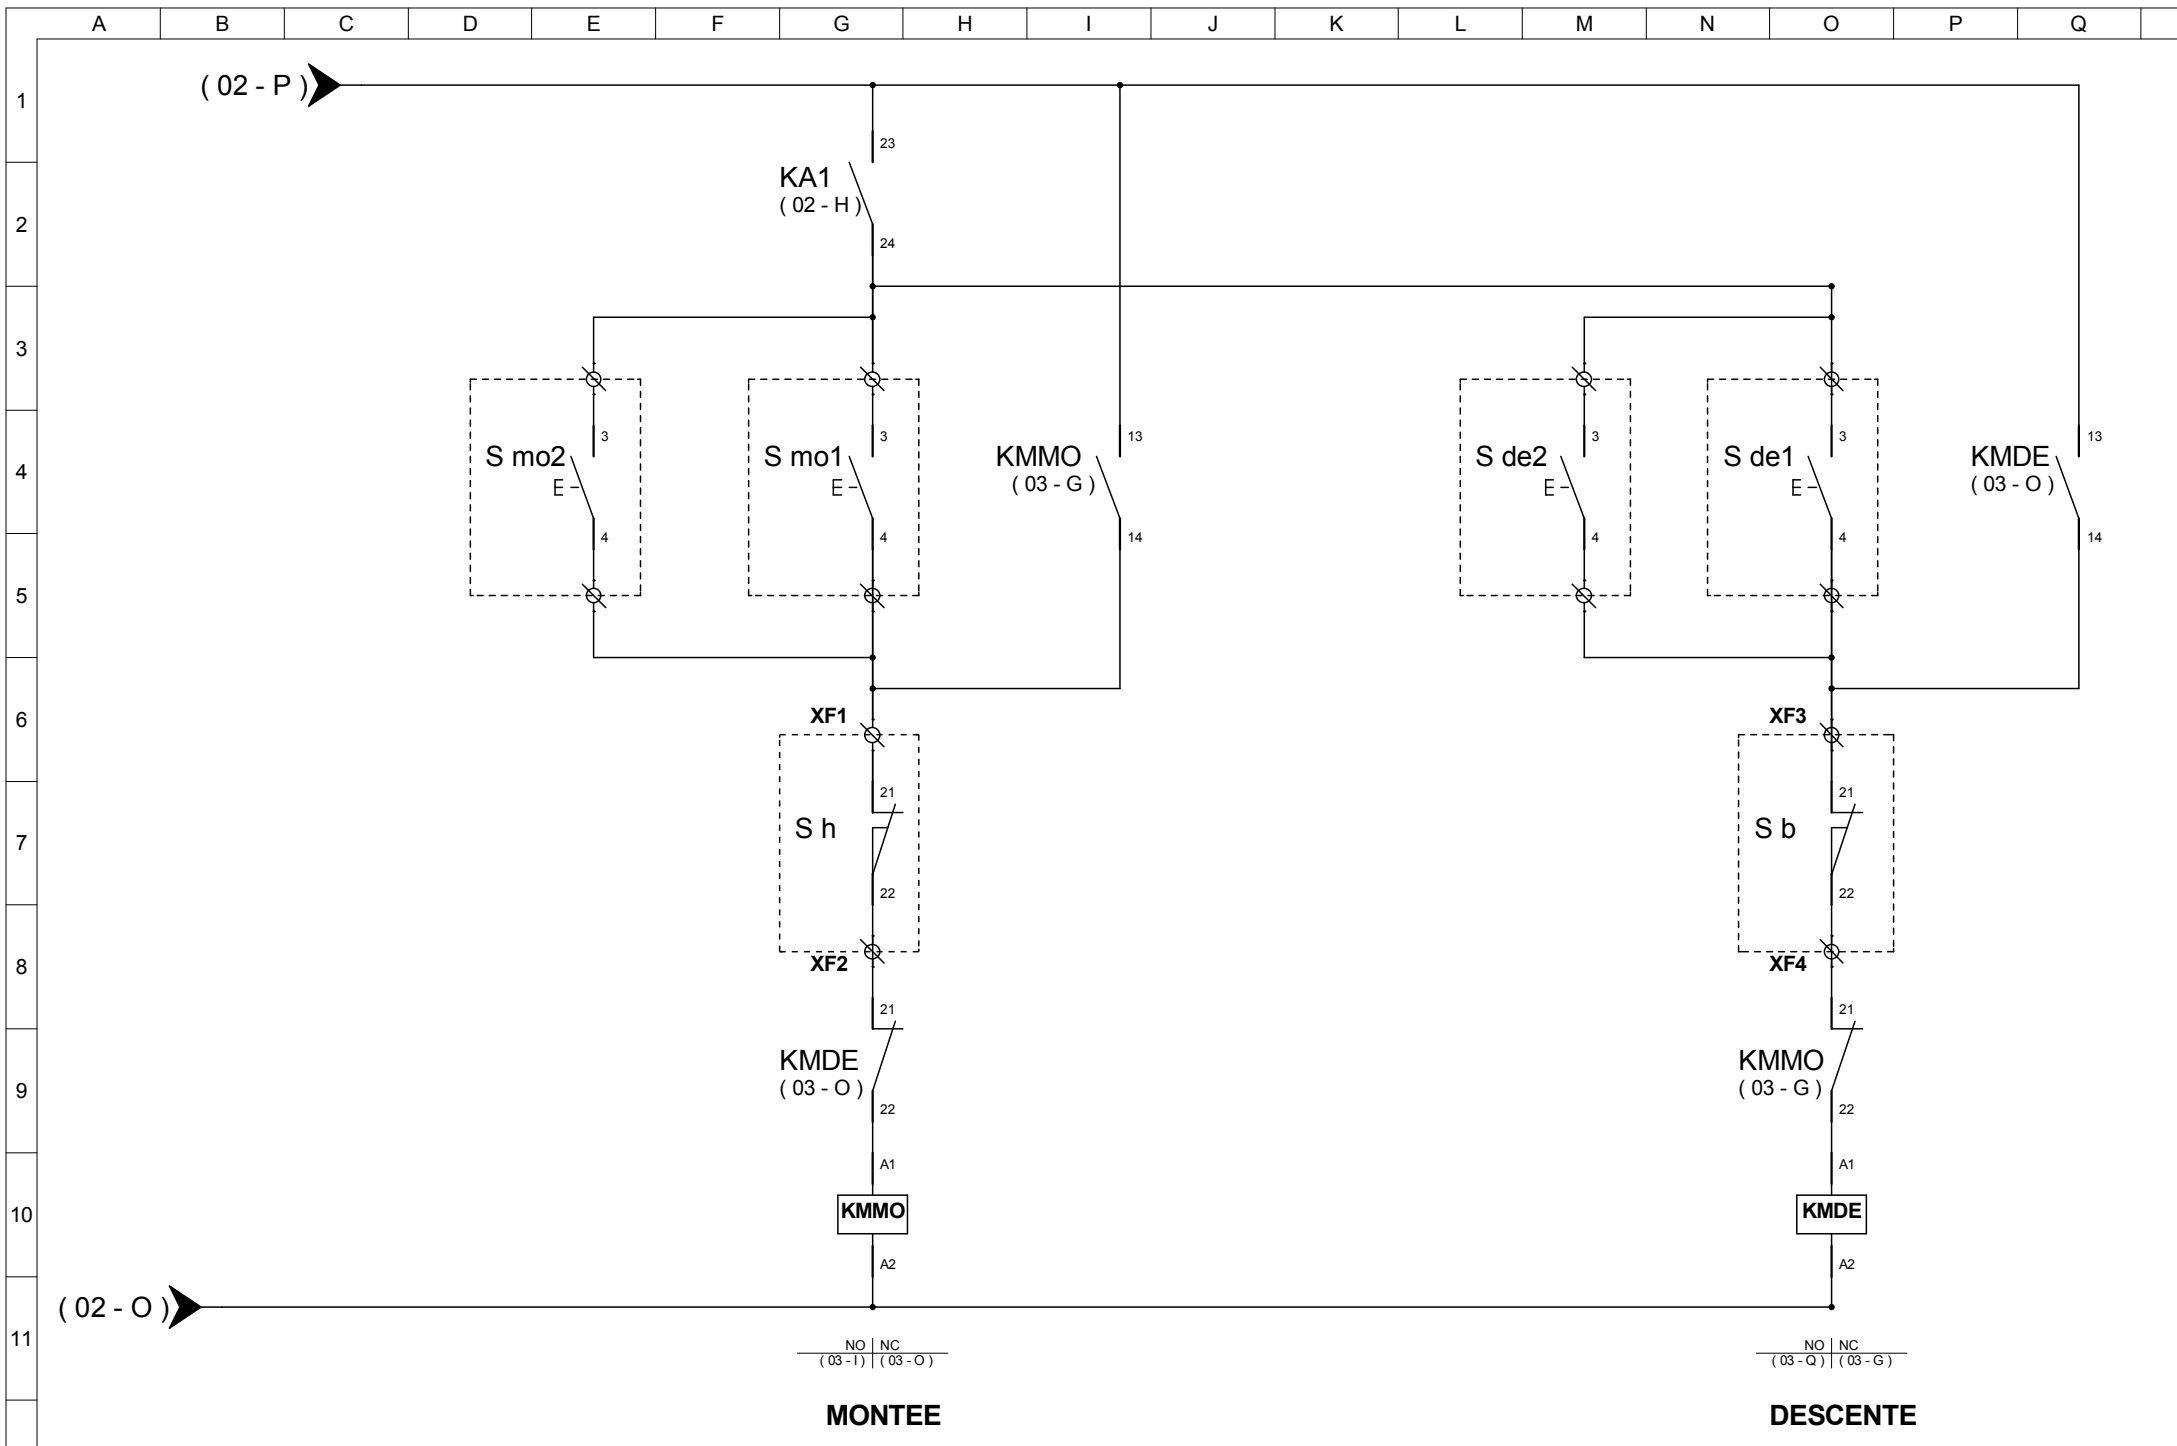 A B C D E F G H I J K L M N O P Q
( 02 - P )
1
23
KA1
( 02 - H )
2
24
3
3 3 13 3 3 13
S mo2 S mo1 KMMO S de2 S de1 KMDE
4
( 03 - G ) ( 03 - O )
E E E E
4 4 14 4 4 14
5
XF1 XF3
6
21 21
S h S b
7
22 22
XF2 XF4
8
21 21
KMDE KMMO
( 03 - O ) ( 03 - G )
9
22 22
A1 A1
KMMO KMDE
10
A2 A2
( 02 - O )
11
NO NC NO NC
( 03 - I ) ( 03 - O ) ( 03 - Q ) ( 03 - G )
MONTEE DESCENTE